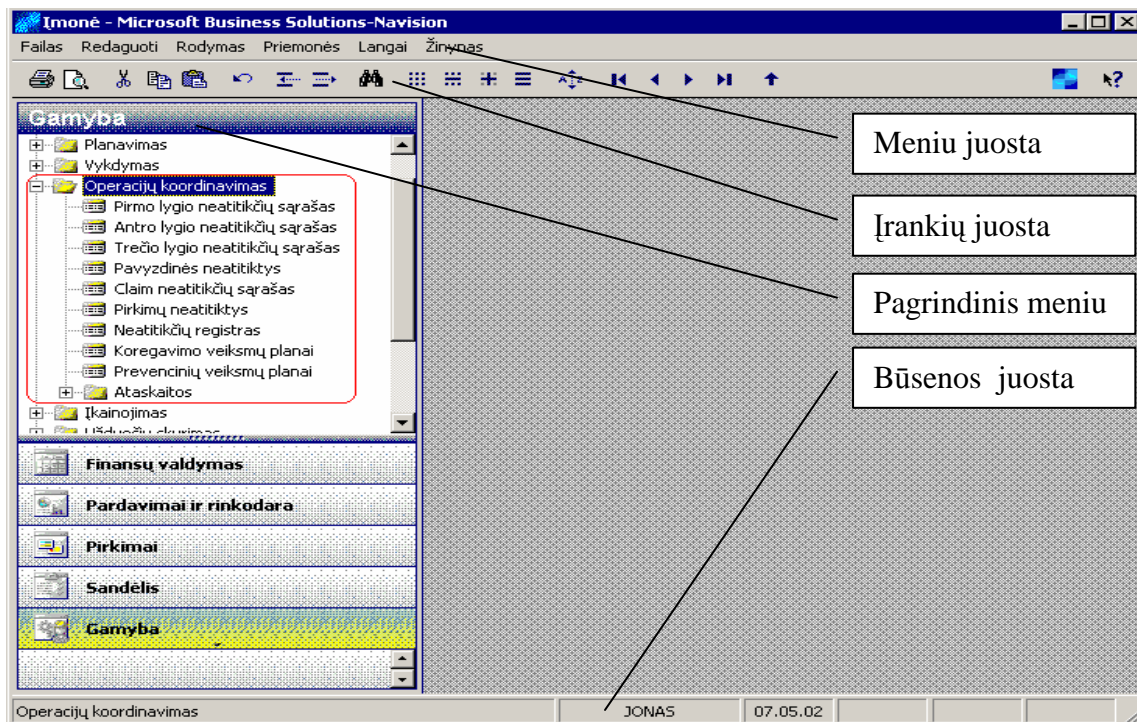 Įmonė - Microsoft Business Solutions-Navision
Failas Redaguoti Rodymas Priemonės Langai Žinynas
Gamyba
Planavimas
Vykdymas
Operacijų koordinavimas
Pirmo lygio neatitikčių sąrašas
Antro lygio neatitikčių sąrašas
Trečio lygio neatitikčių sąrašas
Pavyzdinės neatitiktys
Claim neatitikčių sąrašas
Pirkimų neatitiktys
Neatitikčių registras
Koregavimo veiksmų planai
Prevencinių veiksmų planai
Ataskaitos
Įkainojimas
Finansų valdymas
Pardavimai ir rinkodara
Pirkimai
Sandėlis
Gamyba
Meniu juosta
Įrankių juosta
Pagrindinis meniu
Būsenos juosta
Operacijų koordinavimas JONAS 07.05.02